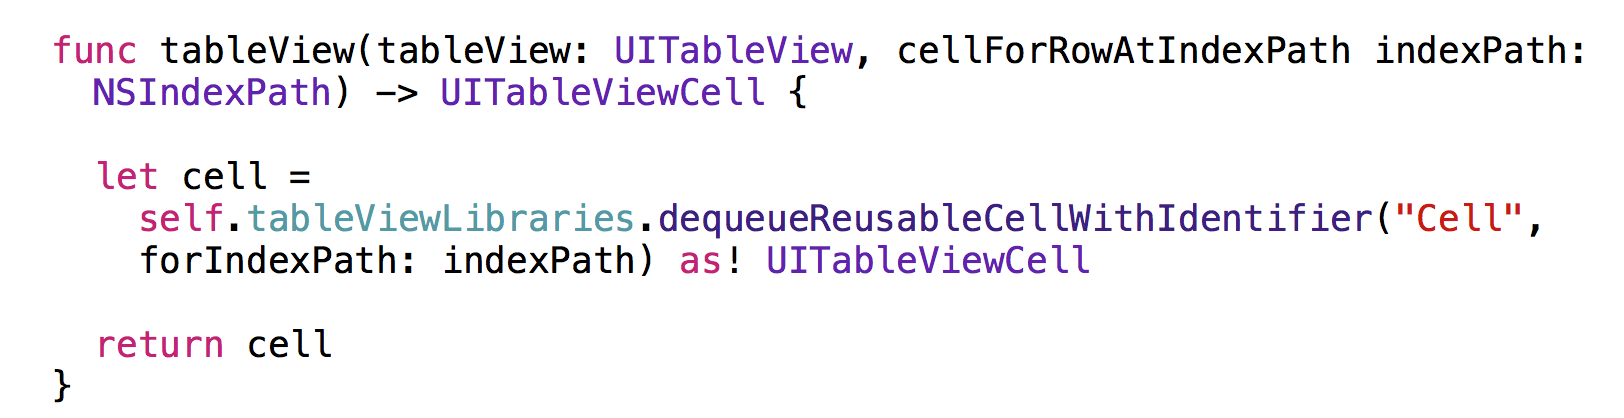 func tableView(tableView: UITableView, cellForRowAtIndexPath indexPath:
NSIndexPath) -> UITableViewCell {
let cell =
self.tableViewLibraries.dequeueReusableCellWithIdentifier("Cell",
forIndexPath: indexPath) as! UITableViewCell
return cell
}